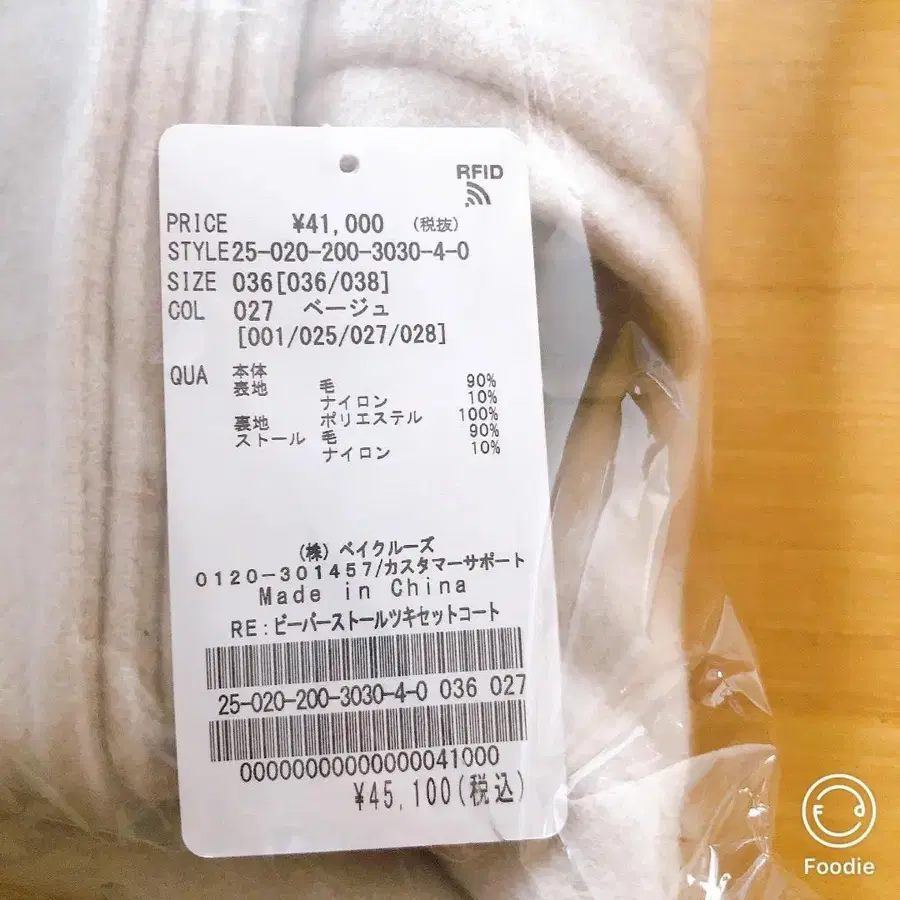 RFID
PRICE ¥41,000 (税抜)
STYLE 25-020-200-3030-4-0
SIZE 036[036/038]
COL 027 ベージュ
[001/025/027/028]
QUA 本体
表地 毛 90%
ナイロン 10%
裏地 ポリエステル 100%
ストール 毛 90%
ナイロン 10%
(株) ベイクルーズ
0120-301457/カスタマーサポート
Made in China
RE:ビーバーストールツキセットコート
25-020-200-3030-4-0 036 027
00000000000000041000
¥45,100(税込)
Foodie